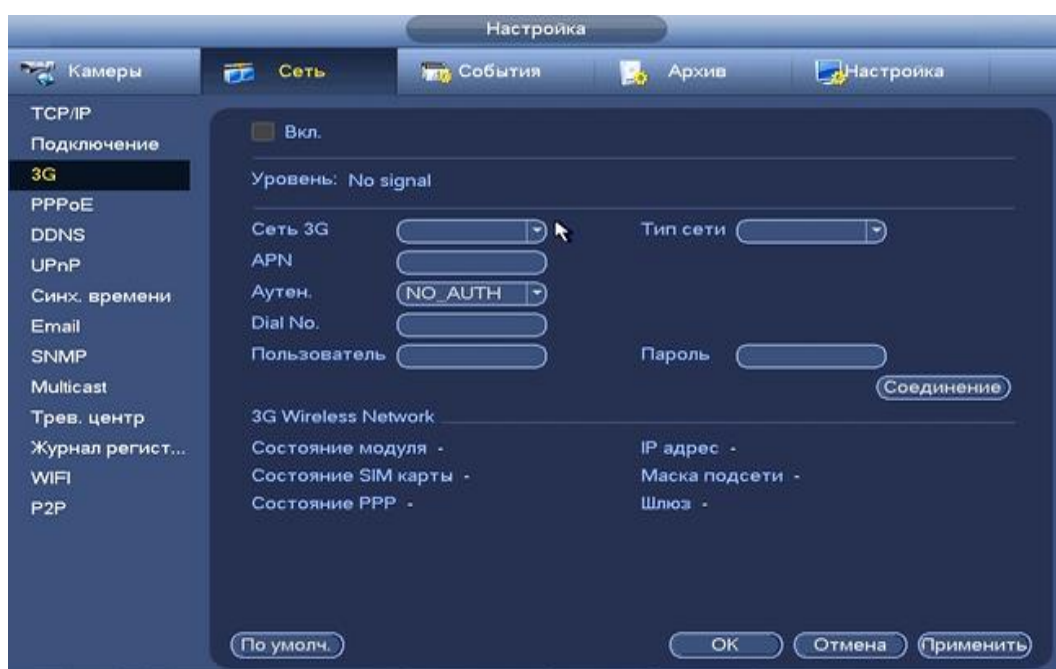 Настройка
Камеры Сеть События Архив Настройка
TCP/IP
Подключение
3G
PPPoE
DDNS
UPnP
Синх. времени
Email
SNMP
Multicast
Трев. центр
Журнал регист...
WIFI
P2P
Вкл.
Уровень: No signal
Сеть 3G Тип сети
APN
Аутен. NO_AUTH
Dial No.
Пользователь Пароль
Соединение
3G Wireless Network
Состояние модуля - IP адрес -
Состояние SIM карты - Маска подсети -
Состояние PPP - Шлюз -
По умолч. OK Отмена Применить